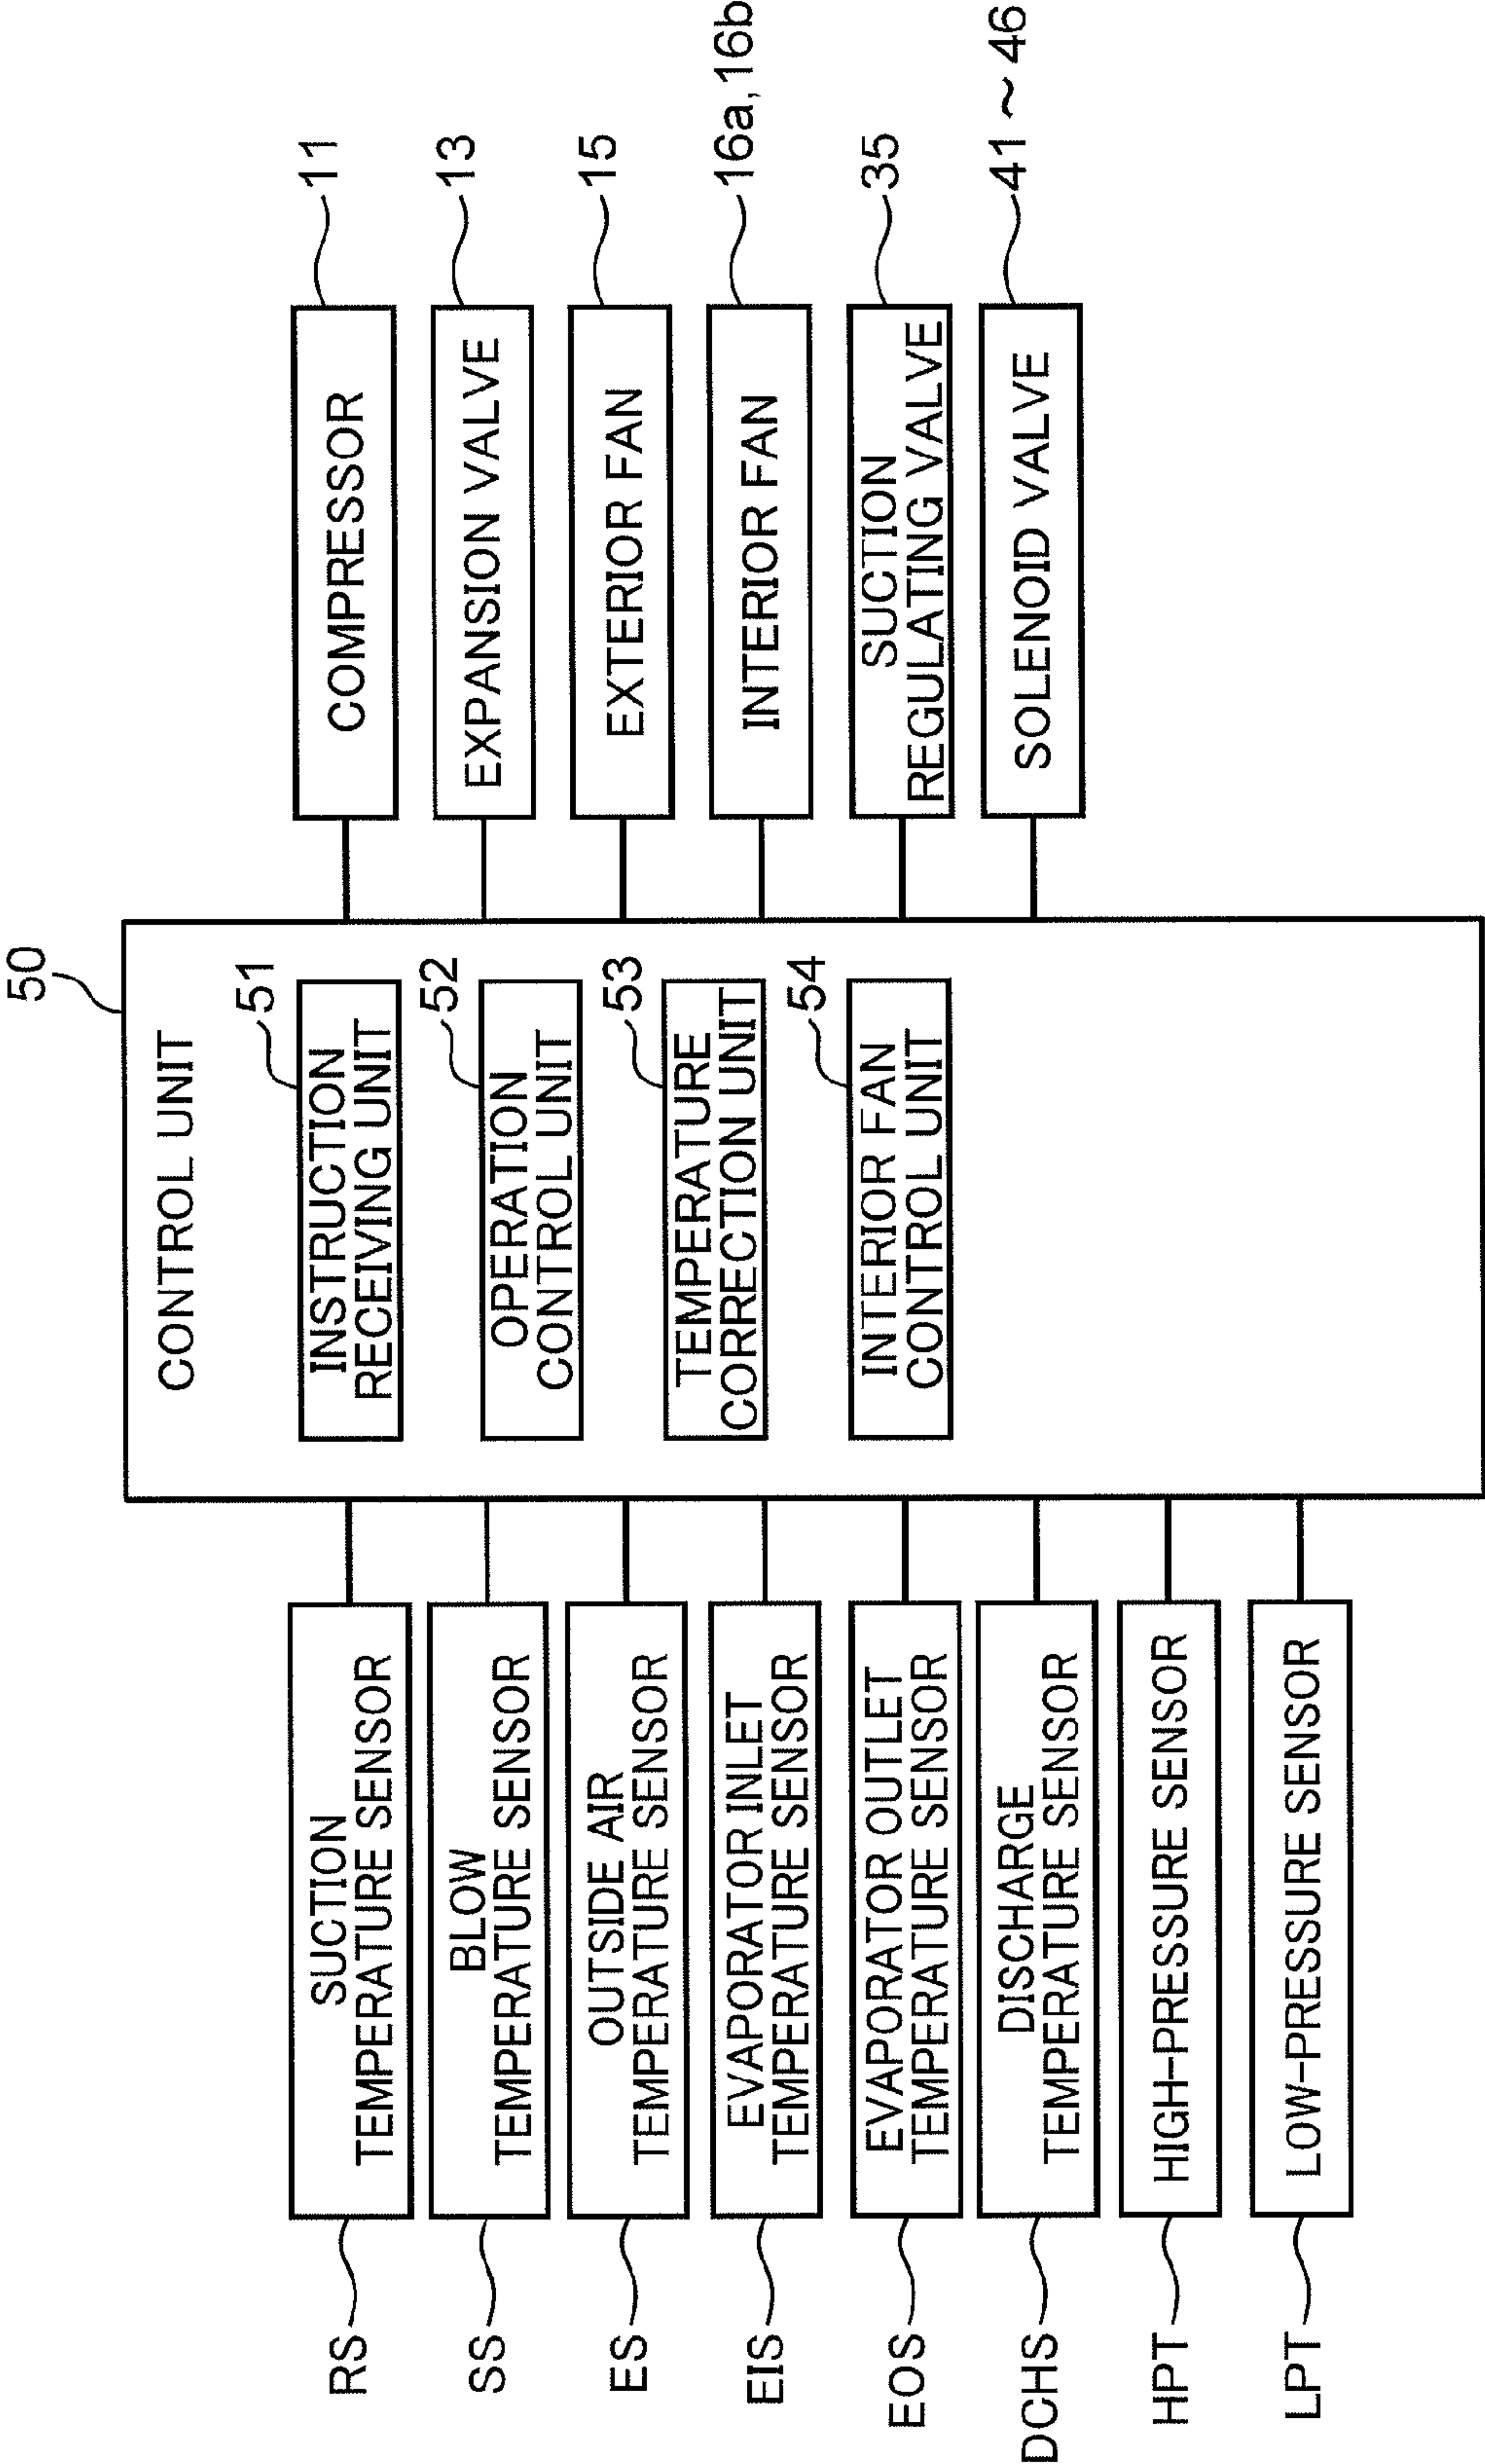 50
CONTROL UNIT
RS
SUCTION
TEMPERATURE SENSOR
SS
BLOW
TEMPERATURE SENSOR
ES
OUTSIDE AIR
TEMPERATURE SENSOR
EIS
EVAPORATOR INLET
TEMPERATURE SENSOR
EOS
EVAPORATOR OUTLET
TEMPERATURE SENSOR
DCHS
DISCHARGE
TEMPERATURE SENSOR
HPT
HIGH-PRESSURE SENSOR
LPT
LOW-PRESSURE SENSOR
51
INSTRUCTION
RECEIVING UNIT
52
OPERATION
CONTROL UNIT
53
TEMPERATURE
CORRECTION UNIT
54
INTERIOR FAN
CONTROL UNIT
COMPRESSOR
11
EXPANSION VALVE
13
EXTERIOR FAN
15
INTERIOR FAN
16a, 16b
SUCTION
REGULATING VALVE
35
SOLENOID VALVE
41 ~ 46